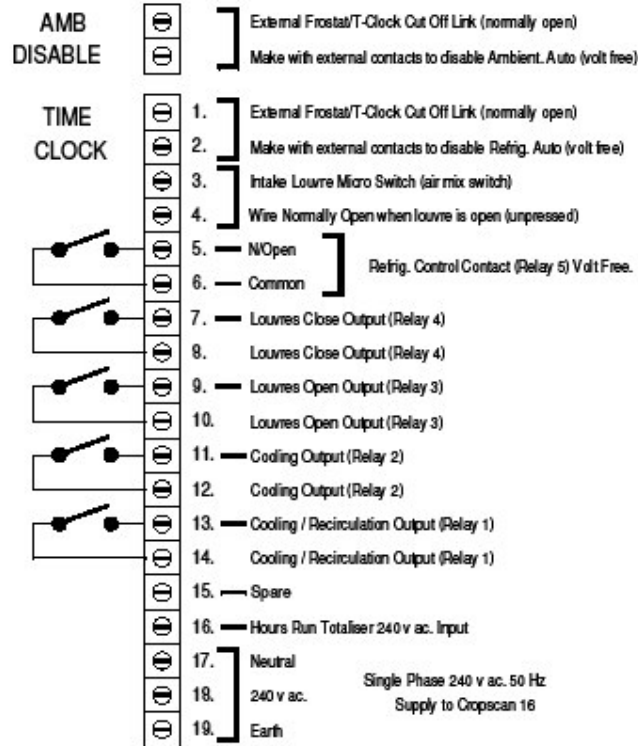 AMB
DISABLE
External Frostat/T-Clock Cut Off Link (normally open)
Make with external contacts to disable Ambient. Auto (volt free)
TIME
CLOCK
1. External Frostat/T-Clock Cut Off Link (normally open)
2. Make with external contacts to disable Refrig. Auto (volt free)
3. Intake Louvre Micro Switch (air mix switch)
4. Wire Normally Open when louvre is open (unpressed)
5. N/Open
6. Common
Refrig. Control Contact (Relay 5) Volt Free.
7. Louvres Close Output (Relay 4)
8. Louvres Close Output (Relay 4)
9. Louvres Open Output (Relay 3)
10. Louvres Open Output (Relay 3)
11. Cooling Output (Relay 2)
12. Cooling Output (Relay 2)
13. Cooling / Recirculation Output (Relay 1)
14. Cooling / Recirculation Output (Relay 1)
15. Spare
16. Hours Run Totaliser 240 v ac. Input
17. Neutral
18. 240 v ac.
19. Earth
Single Phase 240 v ac. 50 Hz
Supply to Cropscan 16